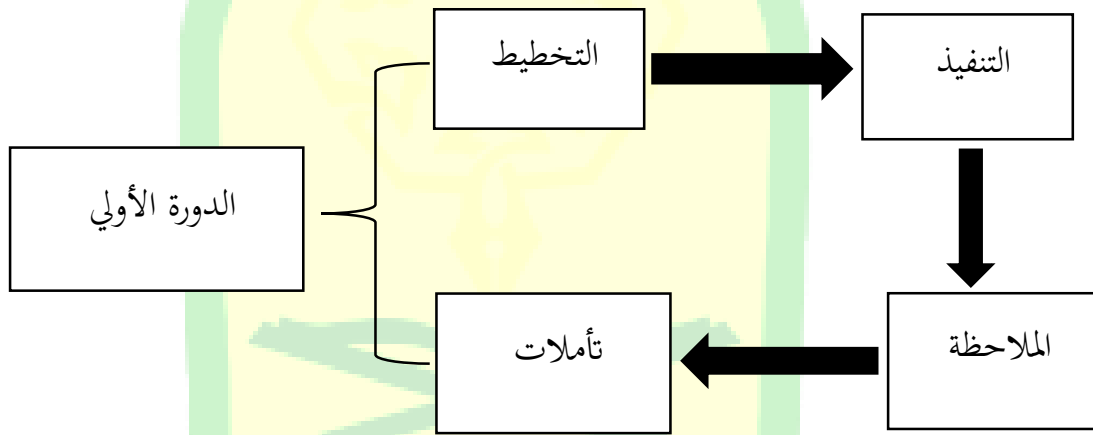 التخطيط
التنفيذ
الدورة الأولي
تأملات
الملاحظة